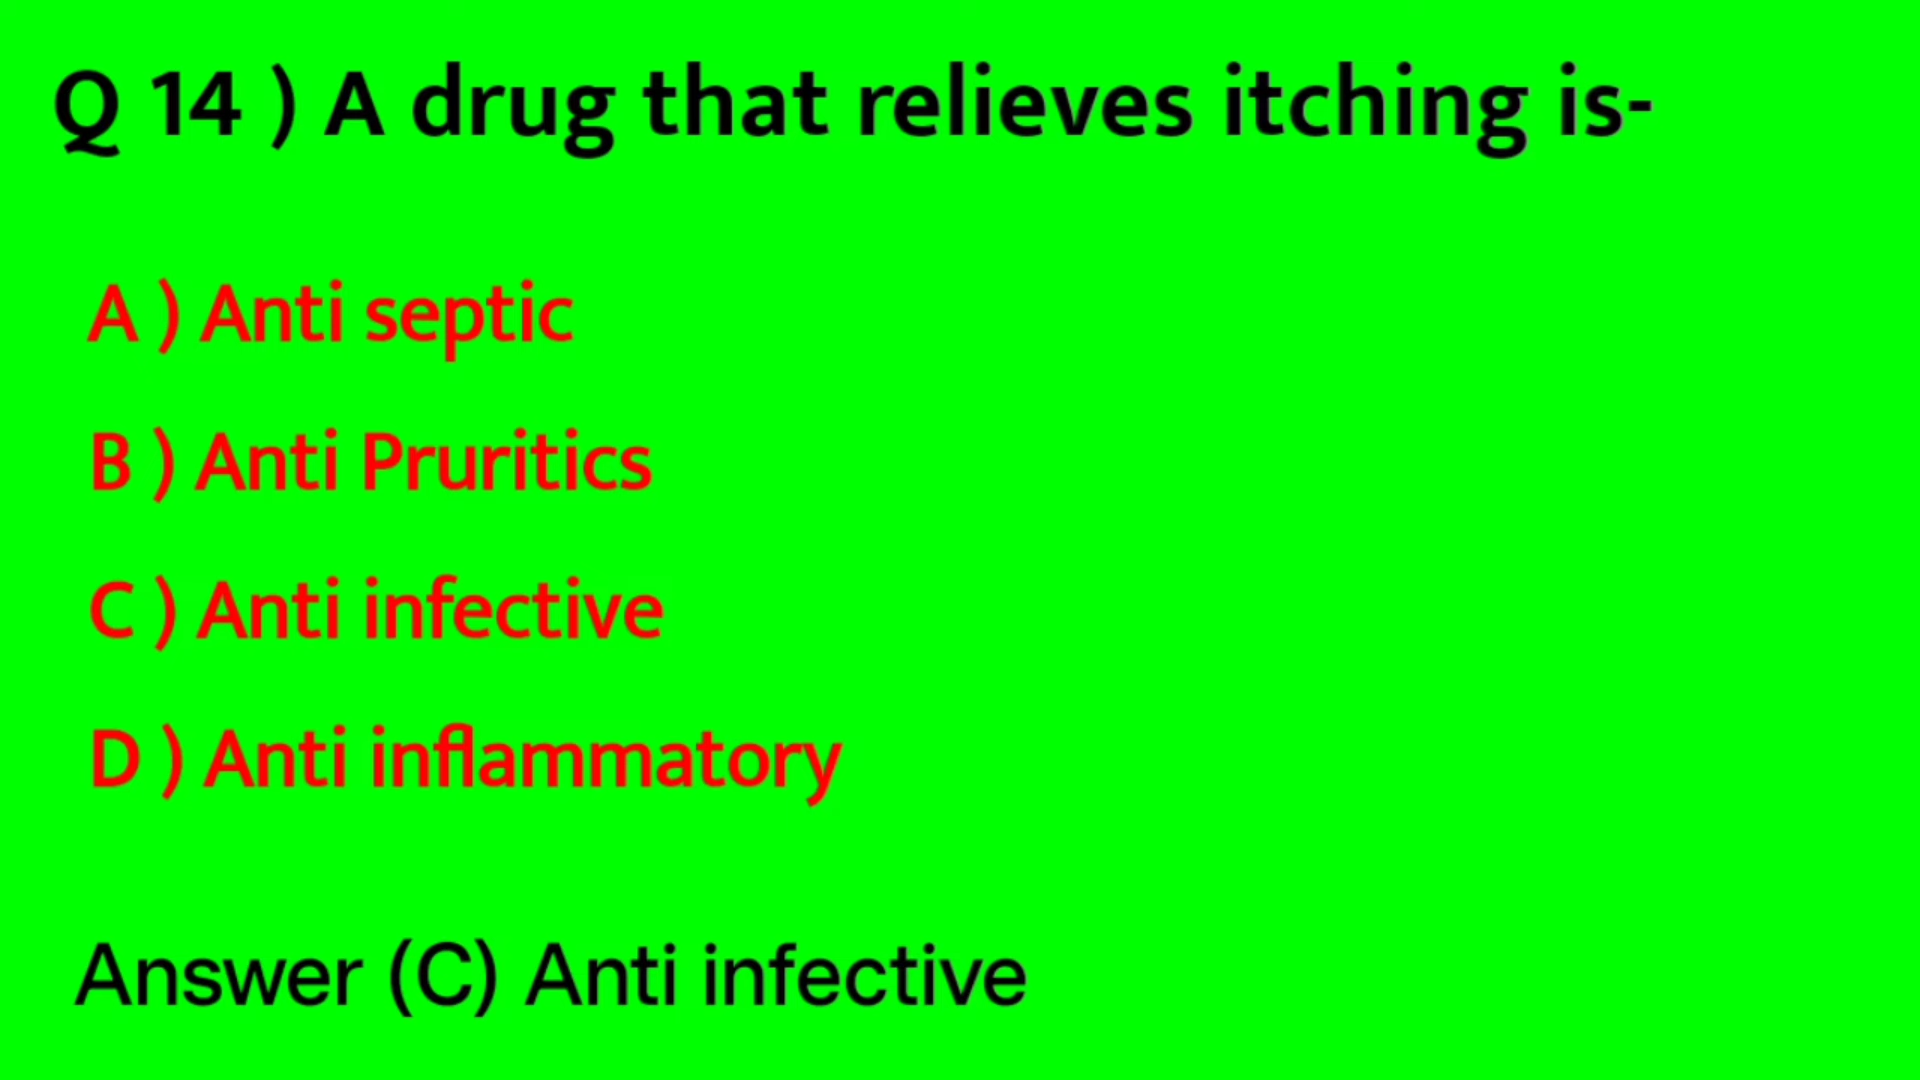 Q 14 ) A drug that relieves itching is-
A ) Anti septic
B ) Anti Pruritics
C ) Anti infective
D ) Anti inflammatory
Answer (C) Anti infective